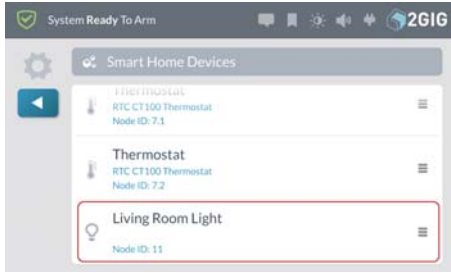 System Ready To Arm
2GIG
Smart Home Devices
Thermostat
RTC CT100 Thermostat
Node ID: 7.1
Thermostat
RTC CT100 Thermostat
Node ID: 7.2
Living Room Light
Node ID: 11